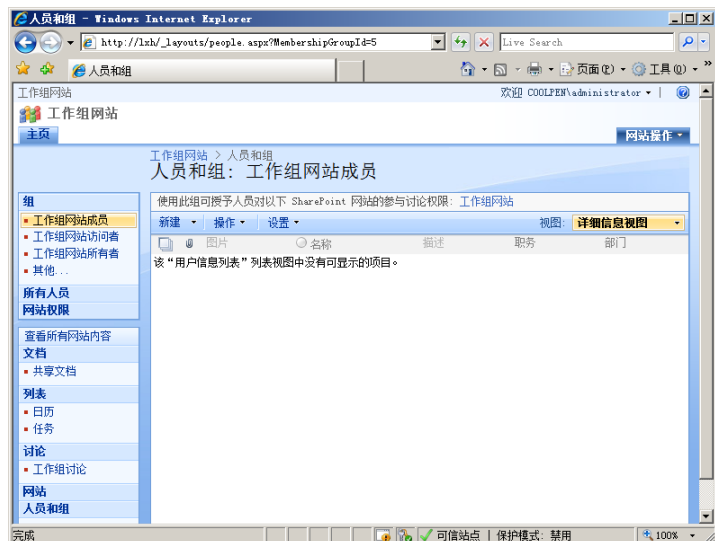 人员和组 - Windows Internet Explorer
http://lzh/_layouts/people.aspx?MembershipGroupId=5
Live Search
人员和组
页面(P)
工具(O)
»
工作组网站
欢迎 COOLPEN\administrator
工作组网站
主页
网站操作
工作组网站 > 人员和组
人员和组: 工作组网站成员
组
工作组网站成员
工作组网站访问者
工作组网站所有者
其他...
所有人员
网站权限
查看所有网站内容
文档
共享文档
列表
日历
任务
讨论
工作组讨论
网站
人员和组
使用此组可授予人员对以下 SharePoint 网站的参与讨论权限: 工作组网站
新建 操作 设置 视图: 详细信息视图
图片 名称 描述 职务 部门
该“用户信息列表”列表视图中没有可显示的项目。
完成
可信站点 | 保护模式: 禁用
100%